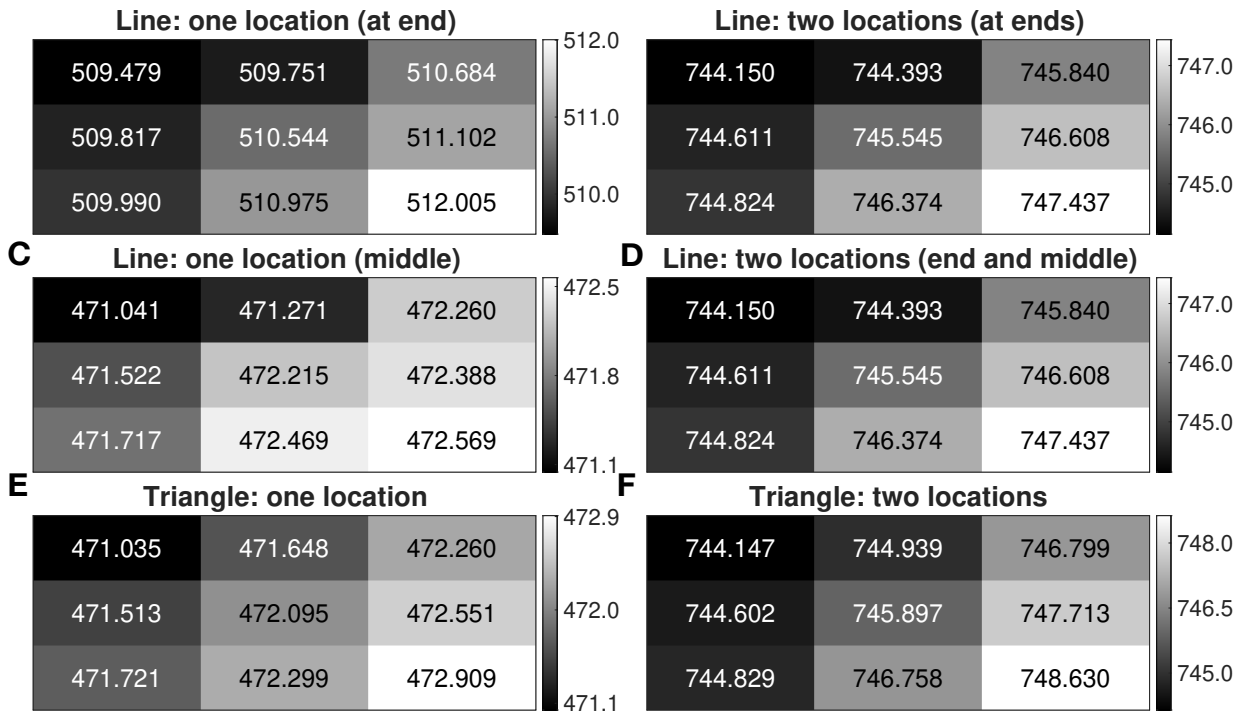 Line: one location (at end)
509.479 509.751 510.684
509.817 510.544 511.102
509.990 510.975 512.005
512.0
511.0
510.0
Line: two locations (at ends)
744.150 744.393 745.840
744.611 745.545 746.608
744.824 746.374 747.437
747.0
746.0
745.0
C Line: one location (middle)
471.041 471.271 472.260
471.522 472.215 472.388
471.717 472.469 472.569
472.5
471.8
471.1
D Line: two locations (end and middle)
744.150 744.393 745.840
744.611 745.545 746.608
744.824 746.374 747.437
747.0
746.0
745.0
E Triangle: one location
471.035 471.648 472.260
471.513 472.095 472.551
471.721 472.299 472.909
472.9
472.0
471.1
F Triangle: two locations
744.147 744.939 746.799
744.602 745.897 747.713
744.829 746.758 748.630
748.0
746.5
745.0